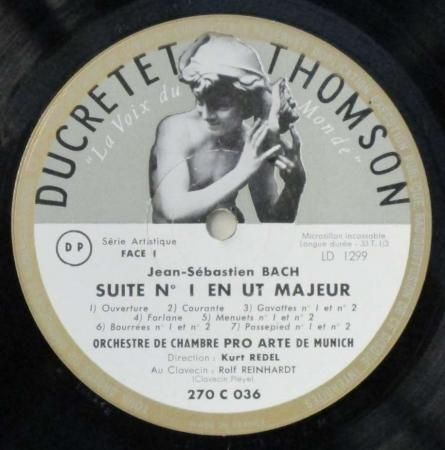 DUCRETET THOMSON
"La Voix du Monde"
D P
Série Artistique
FACE 1
Microsillon incassable
Longue durée - 33 T. 1/3
LD 1299
Jean-Sébastien BACH
SUITE N° 1 EN UT MAJEUR
1) Ouverture 2) Courante 3) Gavottes n° 1 et n° 2
4) Forlane 5) Menuets n° 1 et n° 2
6) Bourrées n° 1 et n° 2 7) Passepied n° 1 et n° 2
ORCHESTRE DE CHAMBRE PRO ARTE DE MUNICH
Direction : Kurt REDEL
Au Clavecin : Rolf REINHARDT
(Clavecin Pleyel)
270 C 036
MADE IN FRANCE